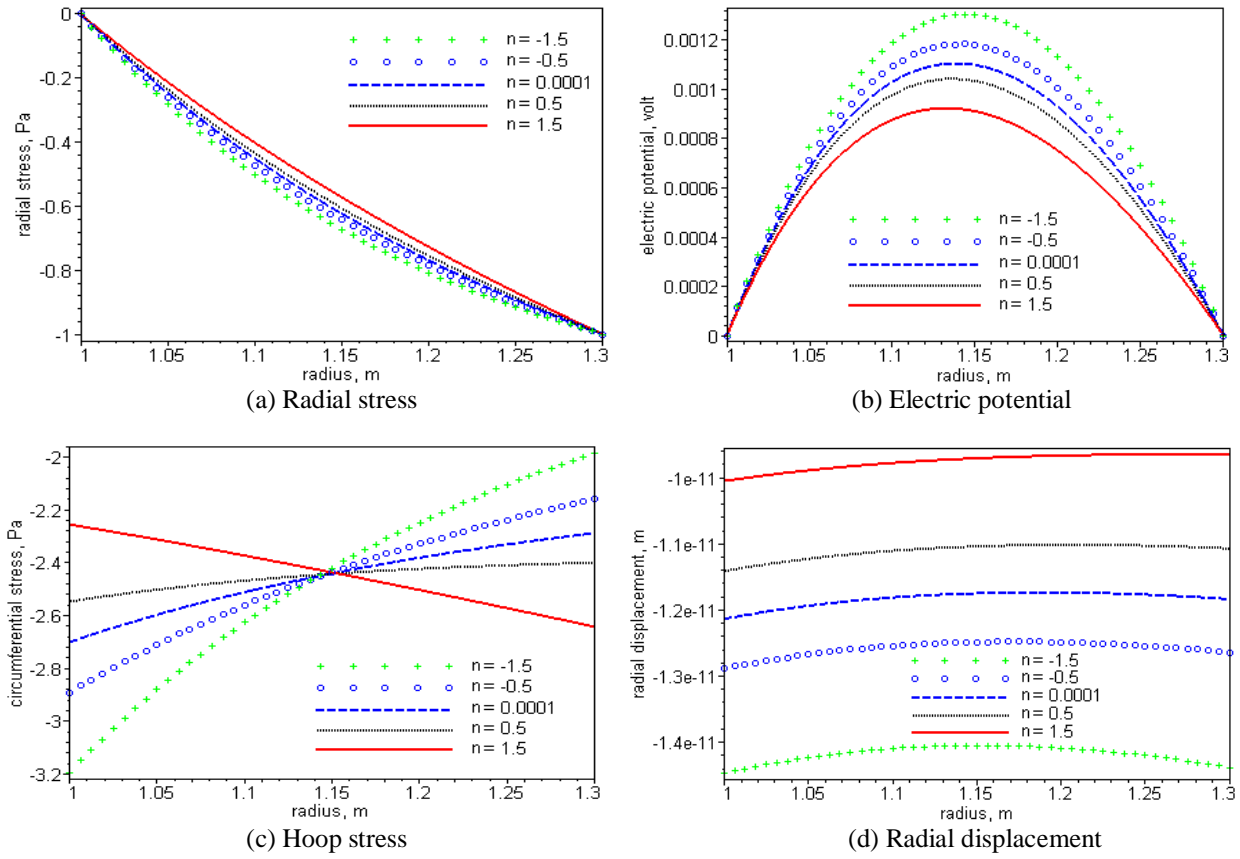 0
-0.2
-0.4
-0.6
-0.8
-1
radial stress, Pa
n = -1.5
n = -0.5
n = 0.0001
n = 0.5
n = 1.5
1 1.05 1.1 1.15 1.2 1.25 1.3
radius, m
(a) Radial stress
0.0012
0.001
0.0008
0.0006
0.0004
0.0002
0
electric potential, volt
n = -1.5
n = -0.5
n = 0.0001
n = 0.5
n = 1.5
1 1.05 1.1 1.15 1.2 1.25 1.3
radius, m
(b) Electric potential
-2
-2.2
-2.4
-2.6
-2.8
-3
-3.2
circumferential stress, Pa
n = -1.5
n = -0.5
n = 0.0001
n = 0.5
n = 1.5
1 1.05 1.1 1.15 1.2 1.25 1.3
radius, m
(c) Hoop stress
-1e-11
-1.1e-11
-1.2e-11
-1.3e-11
-1.4e-11
radial displacement, m
n = -1.5
n = -0.5
n = 0.0001
n = 0.5
n = 1.5
1 1.05 1.1 1.15 1.2 1.25 1.3
radius, m
(d) Radial displacement